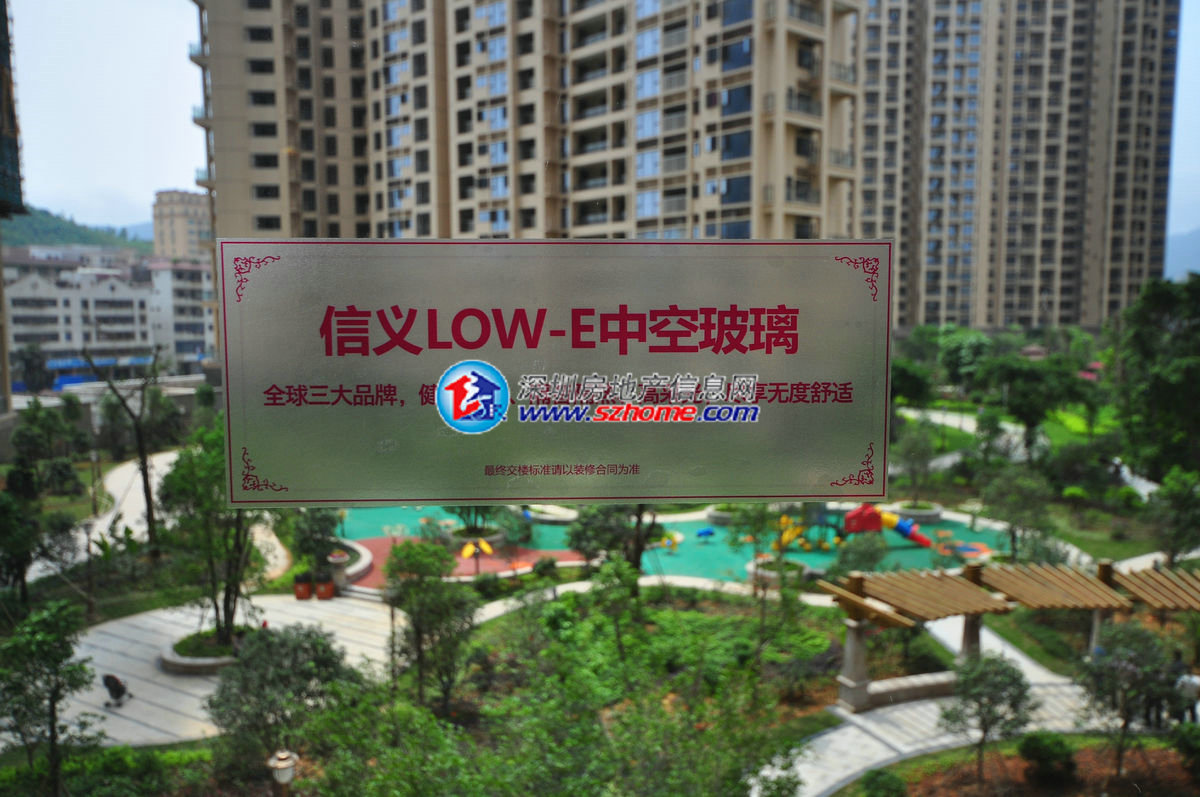 信义LOW-E中空玻璃
全球三大品牌,
享无度舒适
深圳房地产信息网
www.szhome.com
最终交楼标准请以装修合同为准